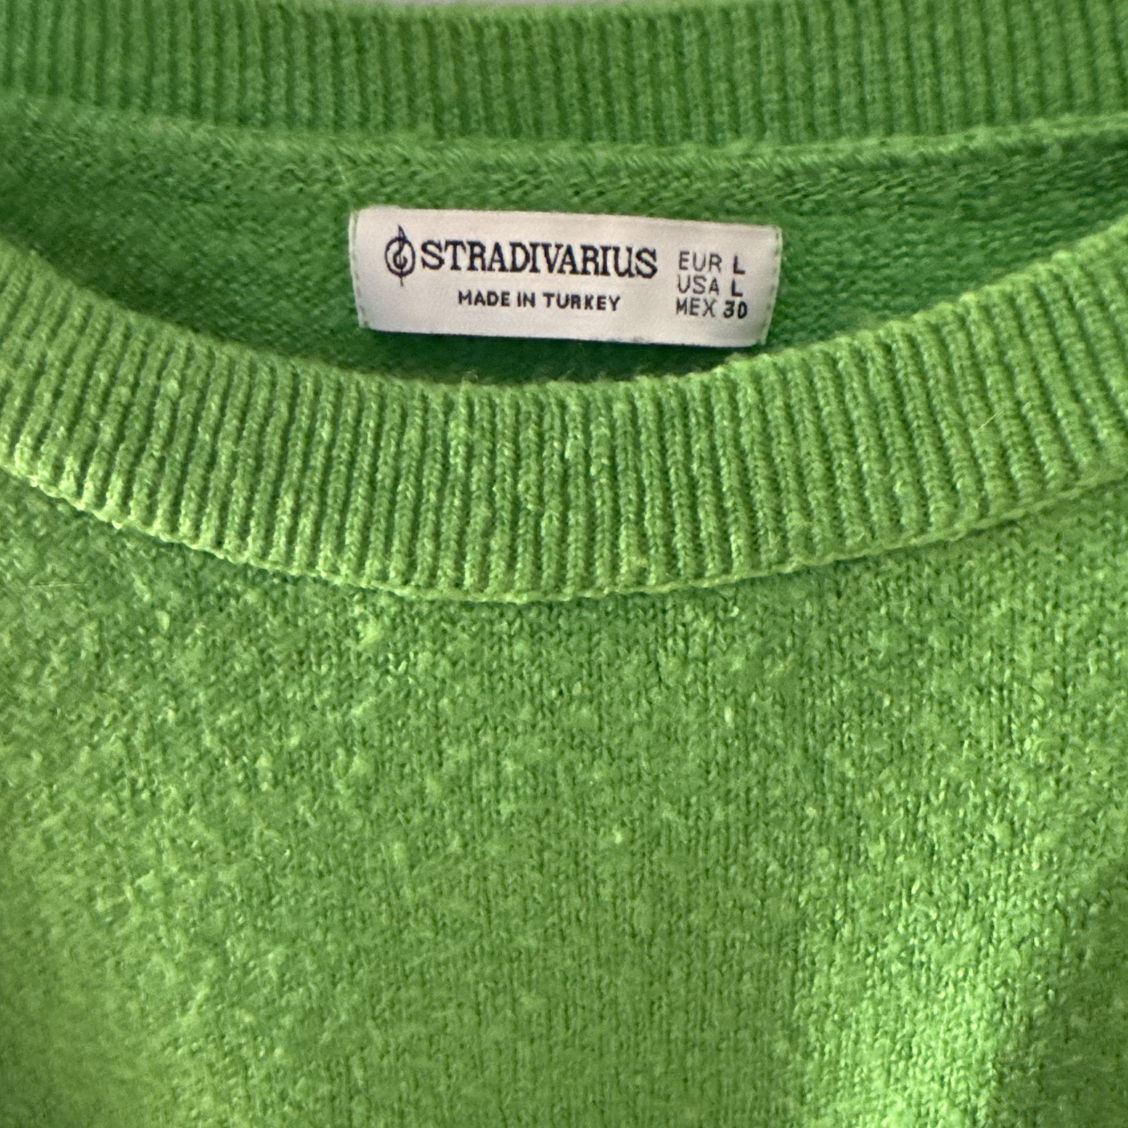 STRADIVARIUS
MADE IN TURKEY
EUR L
USA L
MEX 30